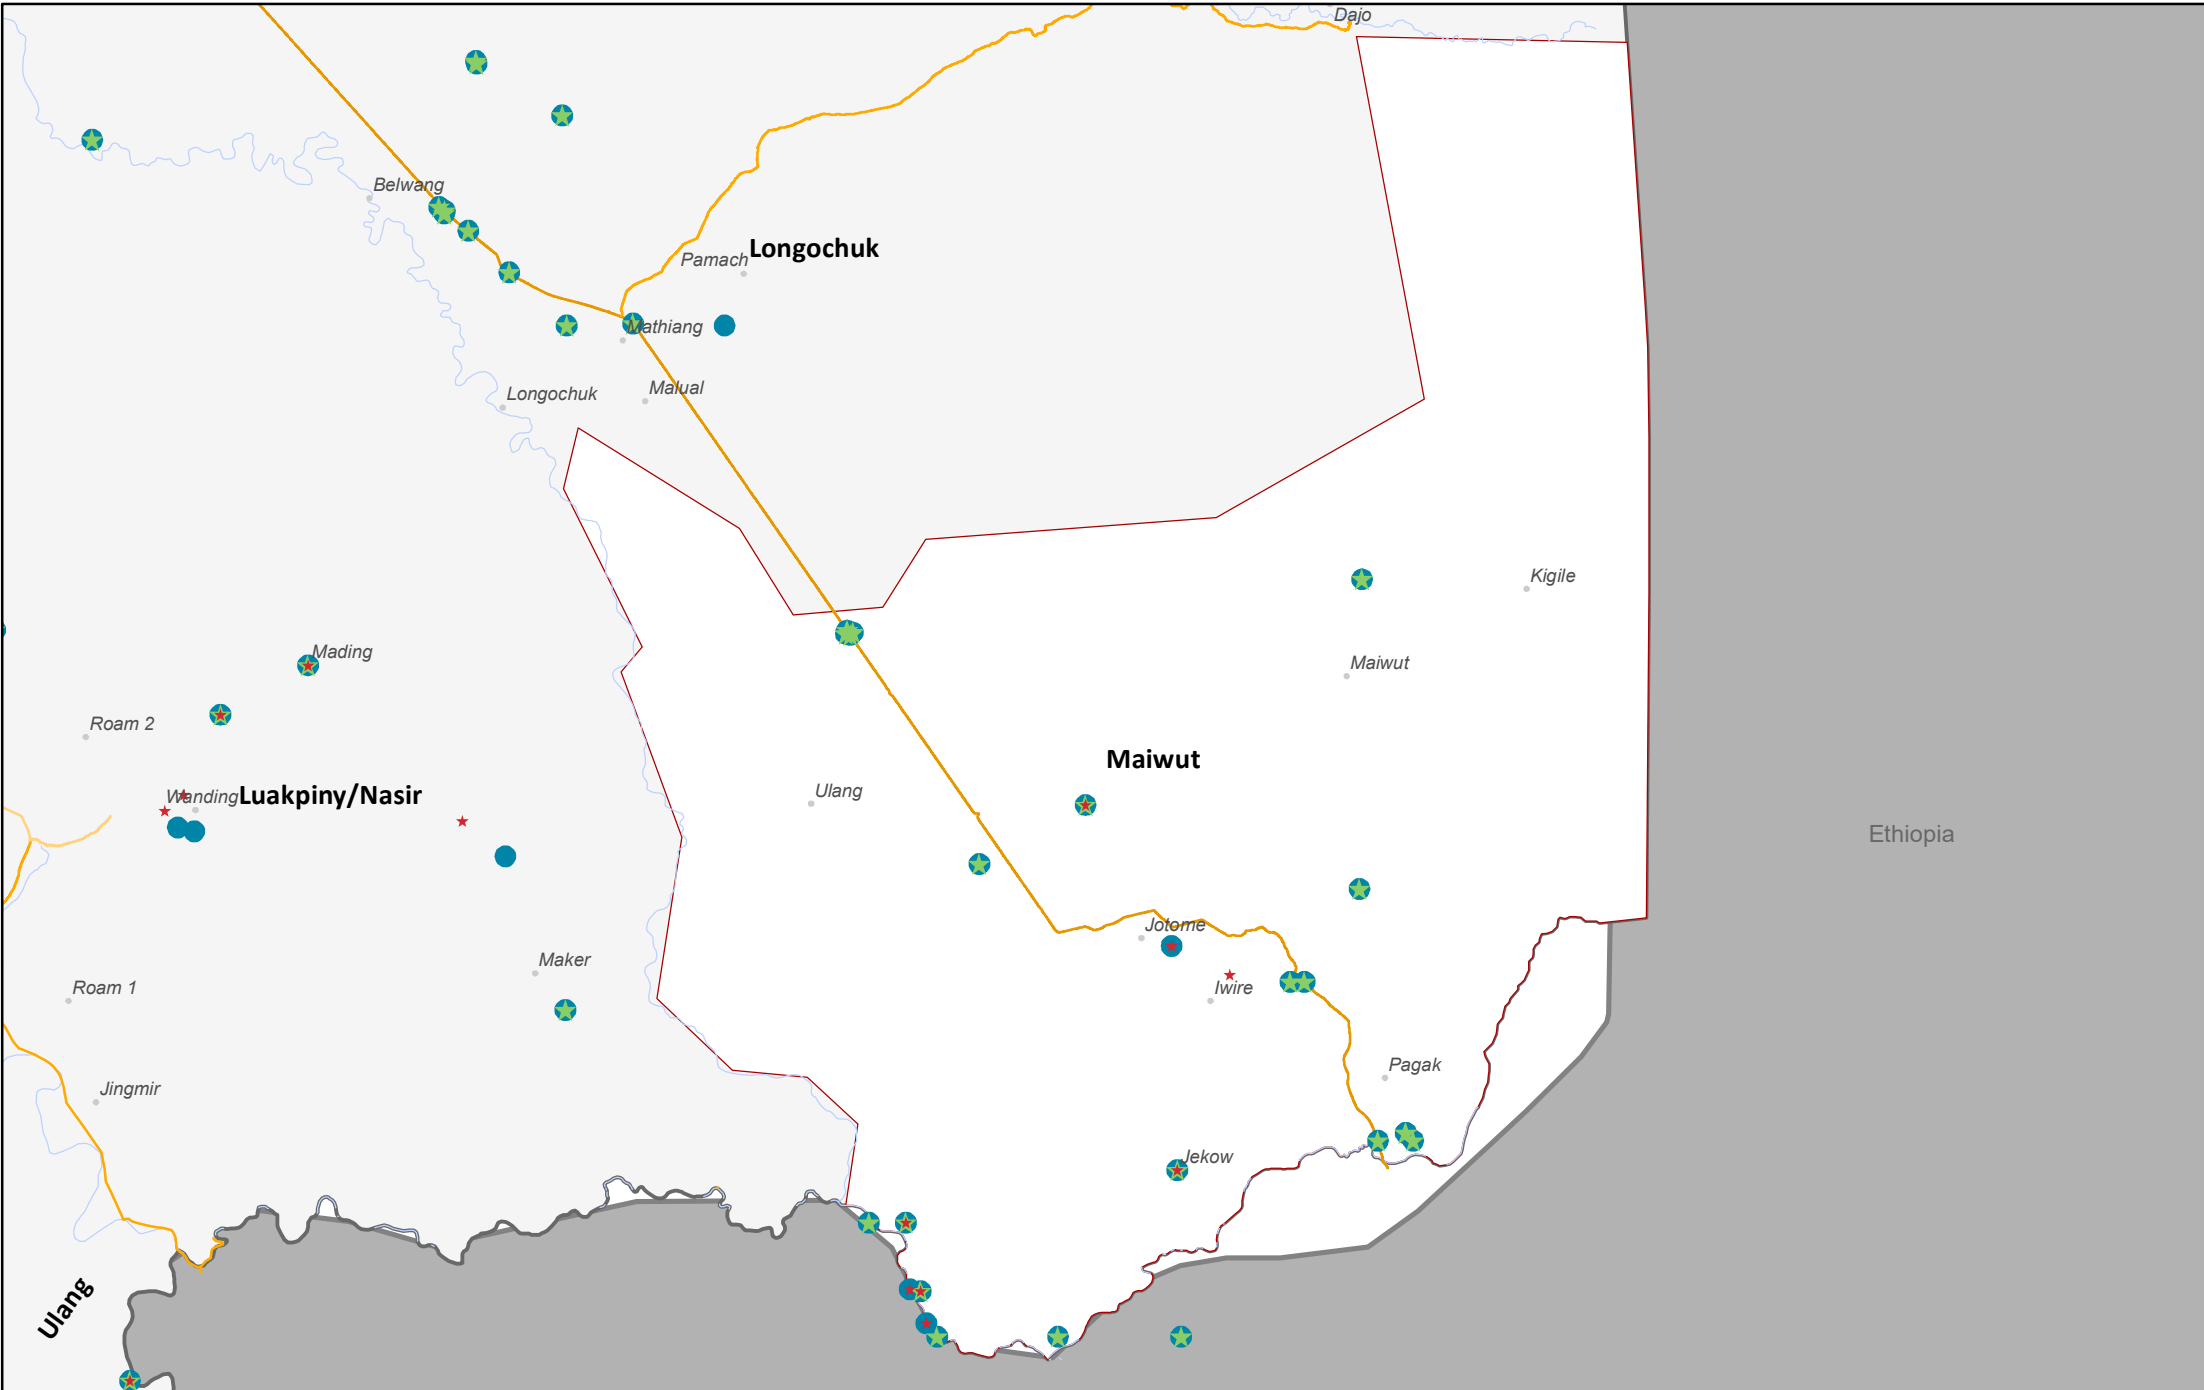 Dajo
Belwang
Longochuk
Pamach
Mathiang
Malual
Longochuk
Kigile
Mading
Maiwut
Roam 2
Maiwut
Ulang
Wanding
Luakpiny/Nasir
Ethiopia
Jotome
Maker
Roam 1
Iwire
Pagak
Jingmir
Jekow
Ulang